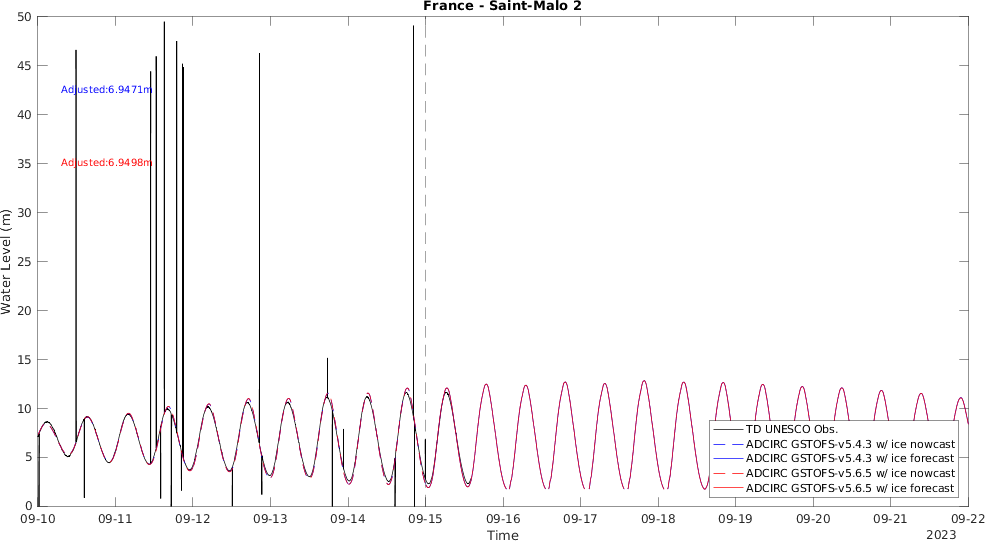 France - Saint-Malo 2
50
45
40
35
30
25
20
15
10
5
0
Water Level (m)
Adjusted:6.9471m
Adjusted:6.9498m
TD UNESCO Obs.
ADCIRC GSTOFS-v5.4.3 w/ ice nowcast
ADCIRC GSTOFS-v5.4.3 w/ ice forecast
ADCIRC GSTOFS-v5.6.5 w/ ice nowcast
ADCIRC GSTOFS-v5.6.5 w/ ice forecast
09-10 09-11 09-12 09-13 09-14 09-15 09-16 09-17 09-18 09-19 09-20 09-21 09-22
Time
2023